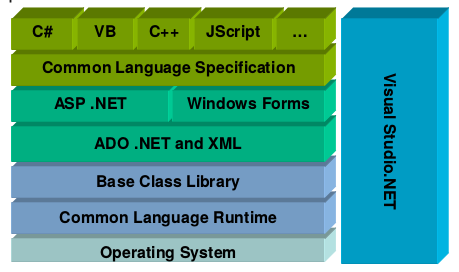 C#
VB
C++
JScript
...
Common Language Specification
ASP .NET
Windows Forms
ADO .NET and XML
Base Class Library
Common Language Runtime
Operating System
Visual Studio.NET